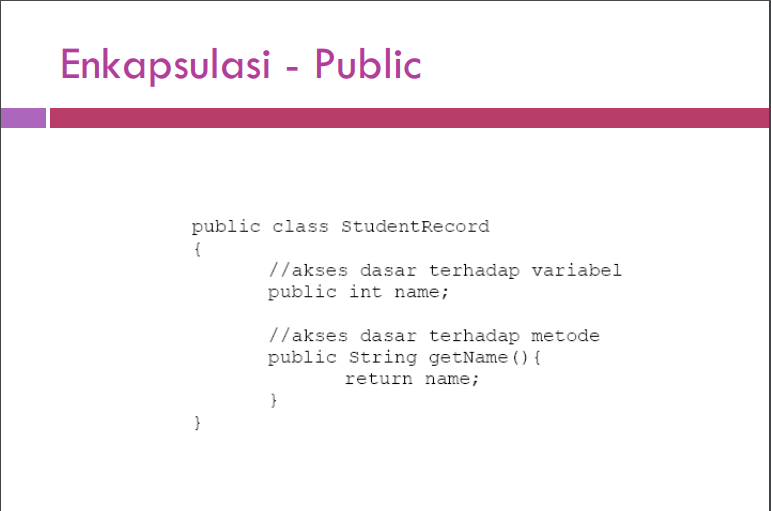 Enkapsulasi - Public
public class StudentRecord
{
//akses dasar terhadap variabel
public int name;
//akses dasar terhadap metode
public String getName(){
return name;
}
}